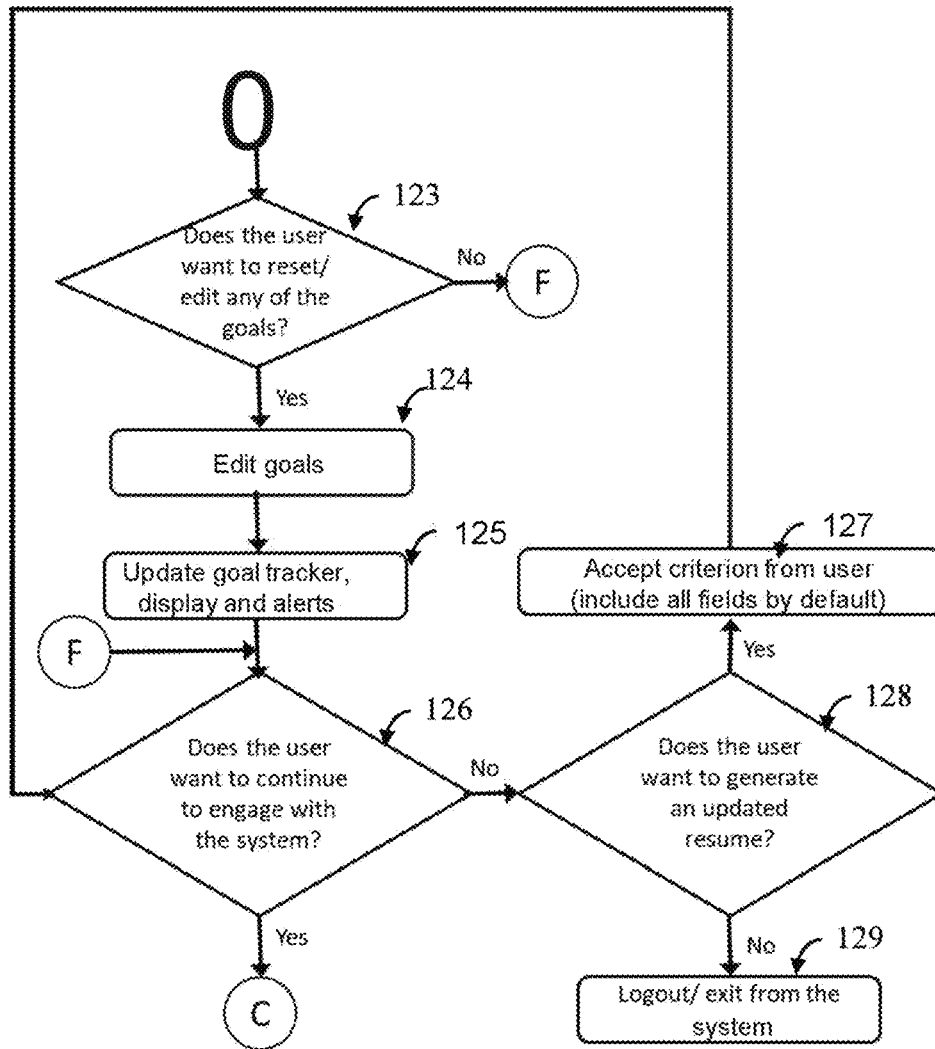 0
123
Does the user
want to reset/
edit any of the
goals?
No
F
Yes
124
Edit goals
125
Update goal tracker,
display and alerts
127
Accept criterion from user
(include all fields by default)
F
Yes
126
128
Does the user
want to continue
to engage with
the system?
No
Does the user
want to generate
an updated
resume?
Yes
No
129
C
Logout/ exit from the
system